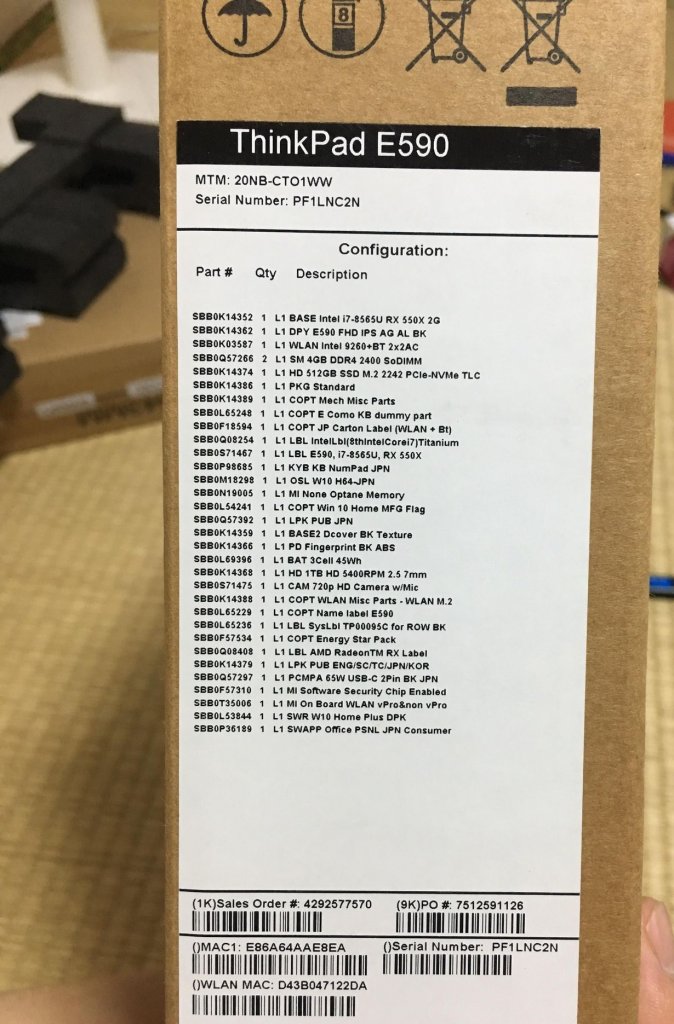 8
ThinkPad E590
MTM: 20NB-CTO1WW
Serial Number: PF1LNC2N
Configuration:
Part # Qty Description
SBB0K14352 1 L1 BASE Intel i7-8565U RX 550X 2G
SBB0K14362 1 L1 DPY E590 FHD IPS AG AL BK
SBB0K03587 1 L1 WLAN Intel 9260+BT 2x2AC
SBB0Q57266 2 L1 SM 4GB DDR4 2400 SoDIMM
SBB0K14374 1 L1 HD 512GB SSD M.2 2242 PCIe-NVMe TLC
SBB0K14386 1 L1 PKG Standard
SBB0K14389 1 L1 COPT Mech Misc Parts
SBB0L65248 1 L1 COPT E Como KB dummy part
SBB0F18594 1 L1 COPT JP Carton Label (WLAN + Bt)
SBB0Q08254 1 L1 LBL IntelLbl(8thIntelCorei7)Titanium
SBB0S71467 1 L1 LBL E590, i7-8565U, RX 550X
SBB0P98685 1 L1 KYB KB NumPad JPN
SBB0M18298 1 L1 OSL W10 H64-JPN
SBB0N19005 1 L1 MI None Optane Memory
SBB0L54241 1 L1 COPT Win 10 Home MFG Flag
SBB0Q57392 1 L1 LPK PUB JPN
SBB0K14359 1 L1 BASE2 Dcover BK Texture
SBB0K14366 1 L1 PD Fingerprint BK ABS
SBB0L69396 1 L1 BAT 3Cell 45Wh
SBB0K14368 1 L1 HD 1TB HD 5400RPM 2.5 7mm
SBB0S71475 1 L1 CAM 720p HD Camera w/Mic
SBB0K14388 1 L1 COPT WLAN Misc Parts - WLAN M.2
SBB0L65229 1 L1 COPT Name label E590
SBB0L65236 1 L1 LBL SysLbl TP00095C for ROW BK
SBB0F57534 1 L1 COPT Energy Star Pack
SBB0Q08408 1 L1 LBL AMD RadeonTM RX Label
SBB0K14379 1 L1 LPK PUB ENG/SC/TC/JPN/KOR
SBB0Q57297 1 L1 PCMPA 65W USB-C 2Pin BK JPN
SBB0F57310 1 L1 MI Software Security Chip Enabled
SBB0T35006 1 L1 MI On Board WLAN vPro&non vPro
SBB0L53844 1 L1 SWR W10 Home Plus DPK
SBB0P36189 1 L1 SWAPP Office PSNL JPN Consumer
(1K)Sales Order #: 4292577570 (9K)PO #: 7512591126
()MAC1: E86A64AAE8EA ()Serial Number: PF1LNC2N
()WLAN MAC: D43B047122DA